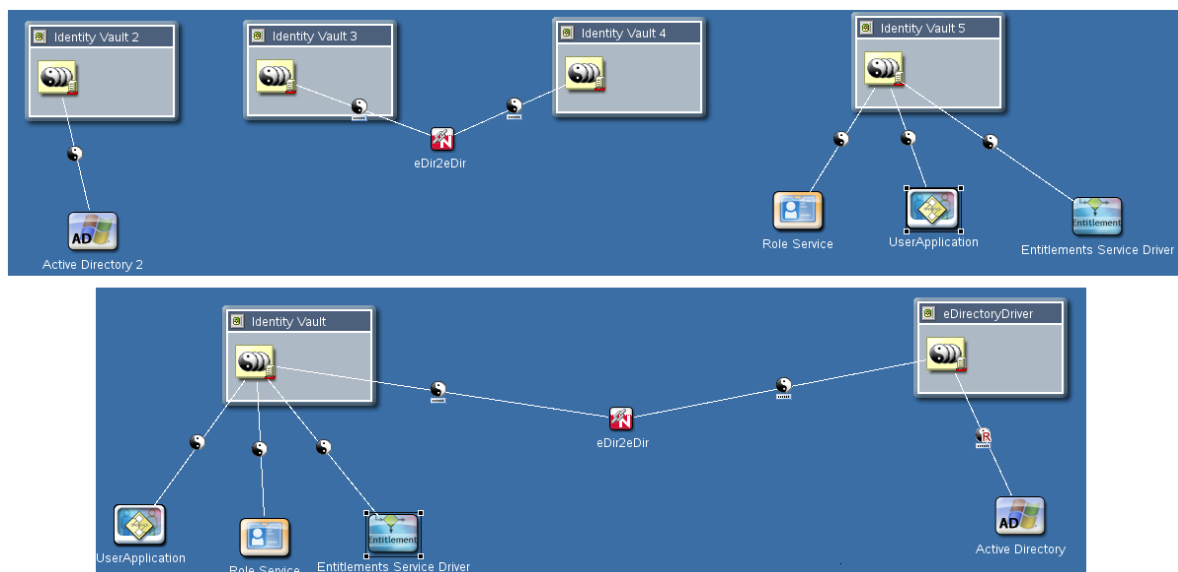 Identity Vault 2
Identity Vault 3
Identity Vault 4
Identity Vault 5
eDir2eDir
AD
Active Directory 2
Role Service
UserApplication
Entitlement
Entitlements Service Driver
Identity Vault
eDirectoryDriver
eDir2eDir
R
UserApplication
Role Service
Entitlement
Entitlements Service Driver
AD
Active Directory